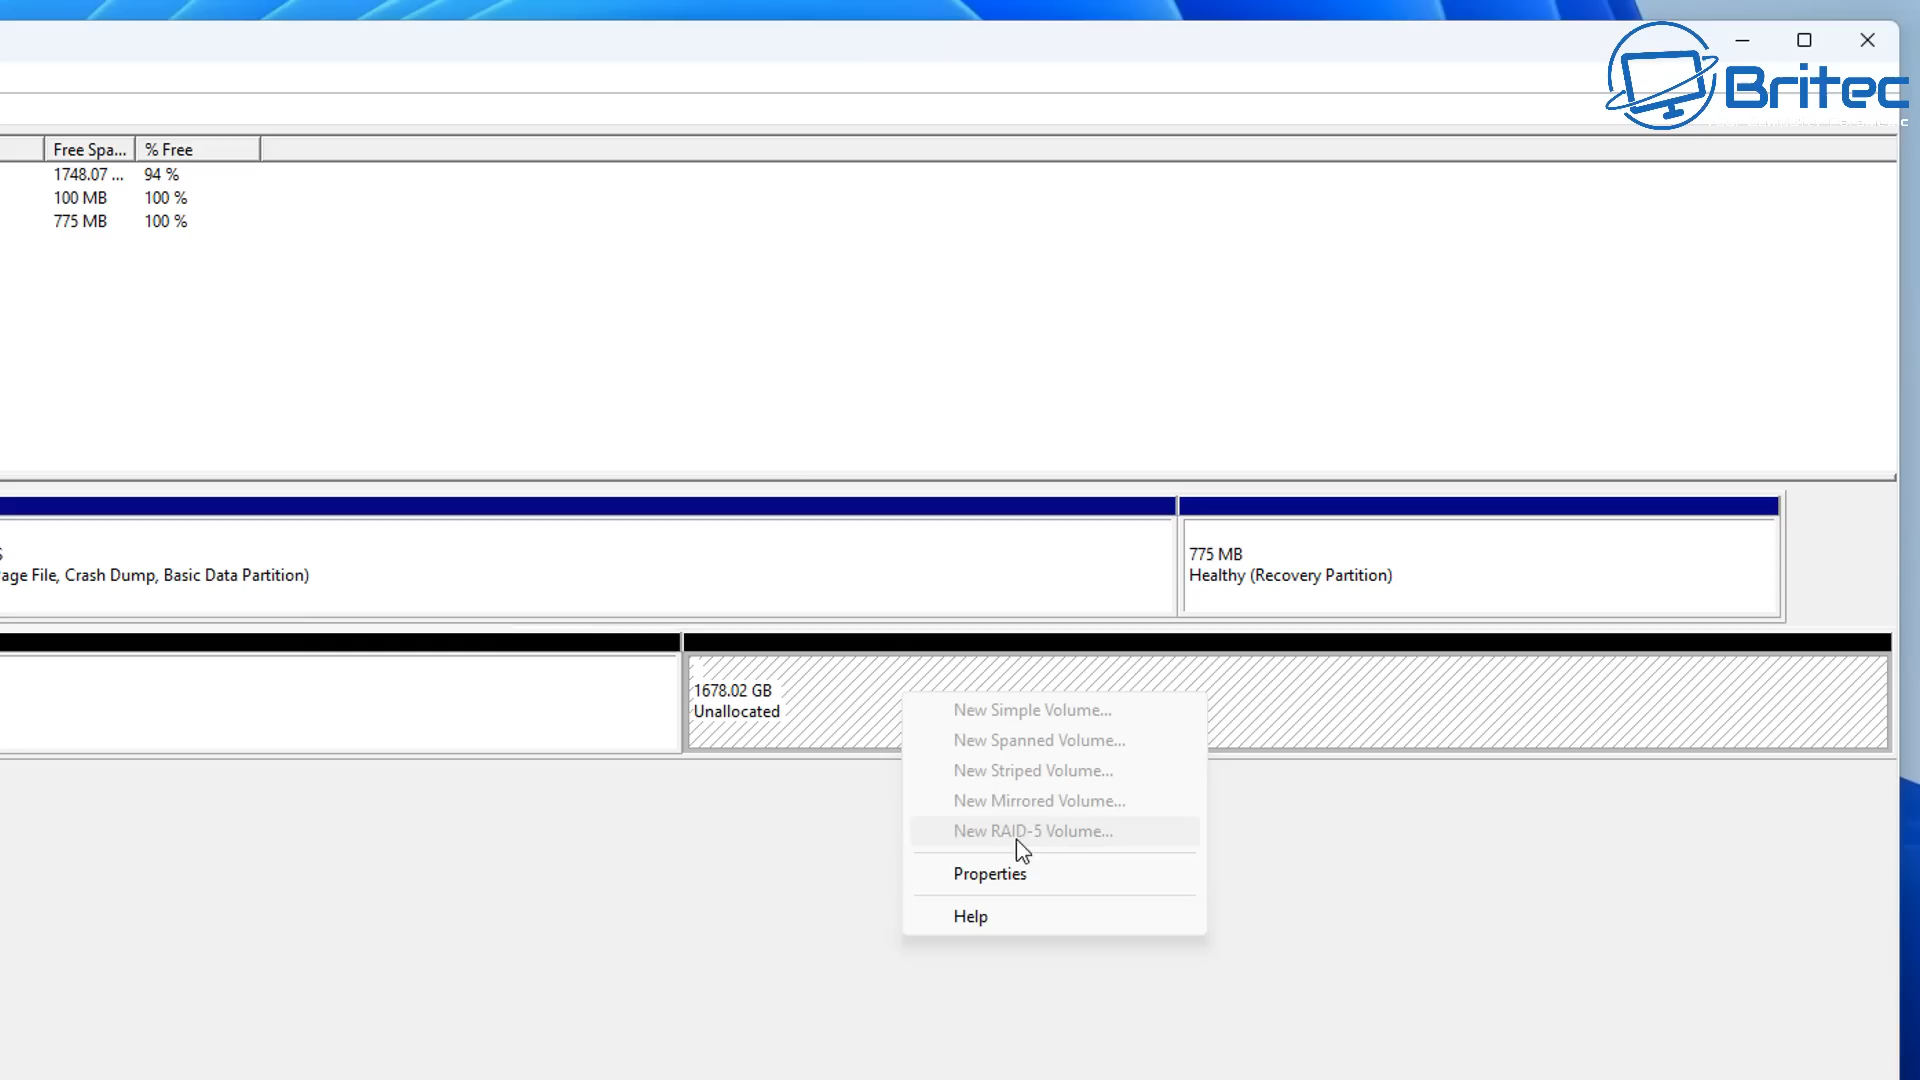 Britec
Free Spa... % Free
1748.07 ... 94 %
100 MB 100 %
775 MB 100 %
775 MB
age File, Crash Dump, Basic Data Partition)
Healthy (Recovery Partition)
1678.02 GB
Unallocated
New Simple Volume...
New Spanned Volume...
New Striped Volume...
New Mirrored Volume...
New RAID-5 Volume...
Properties
Help